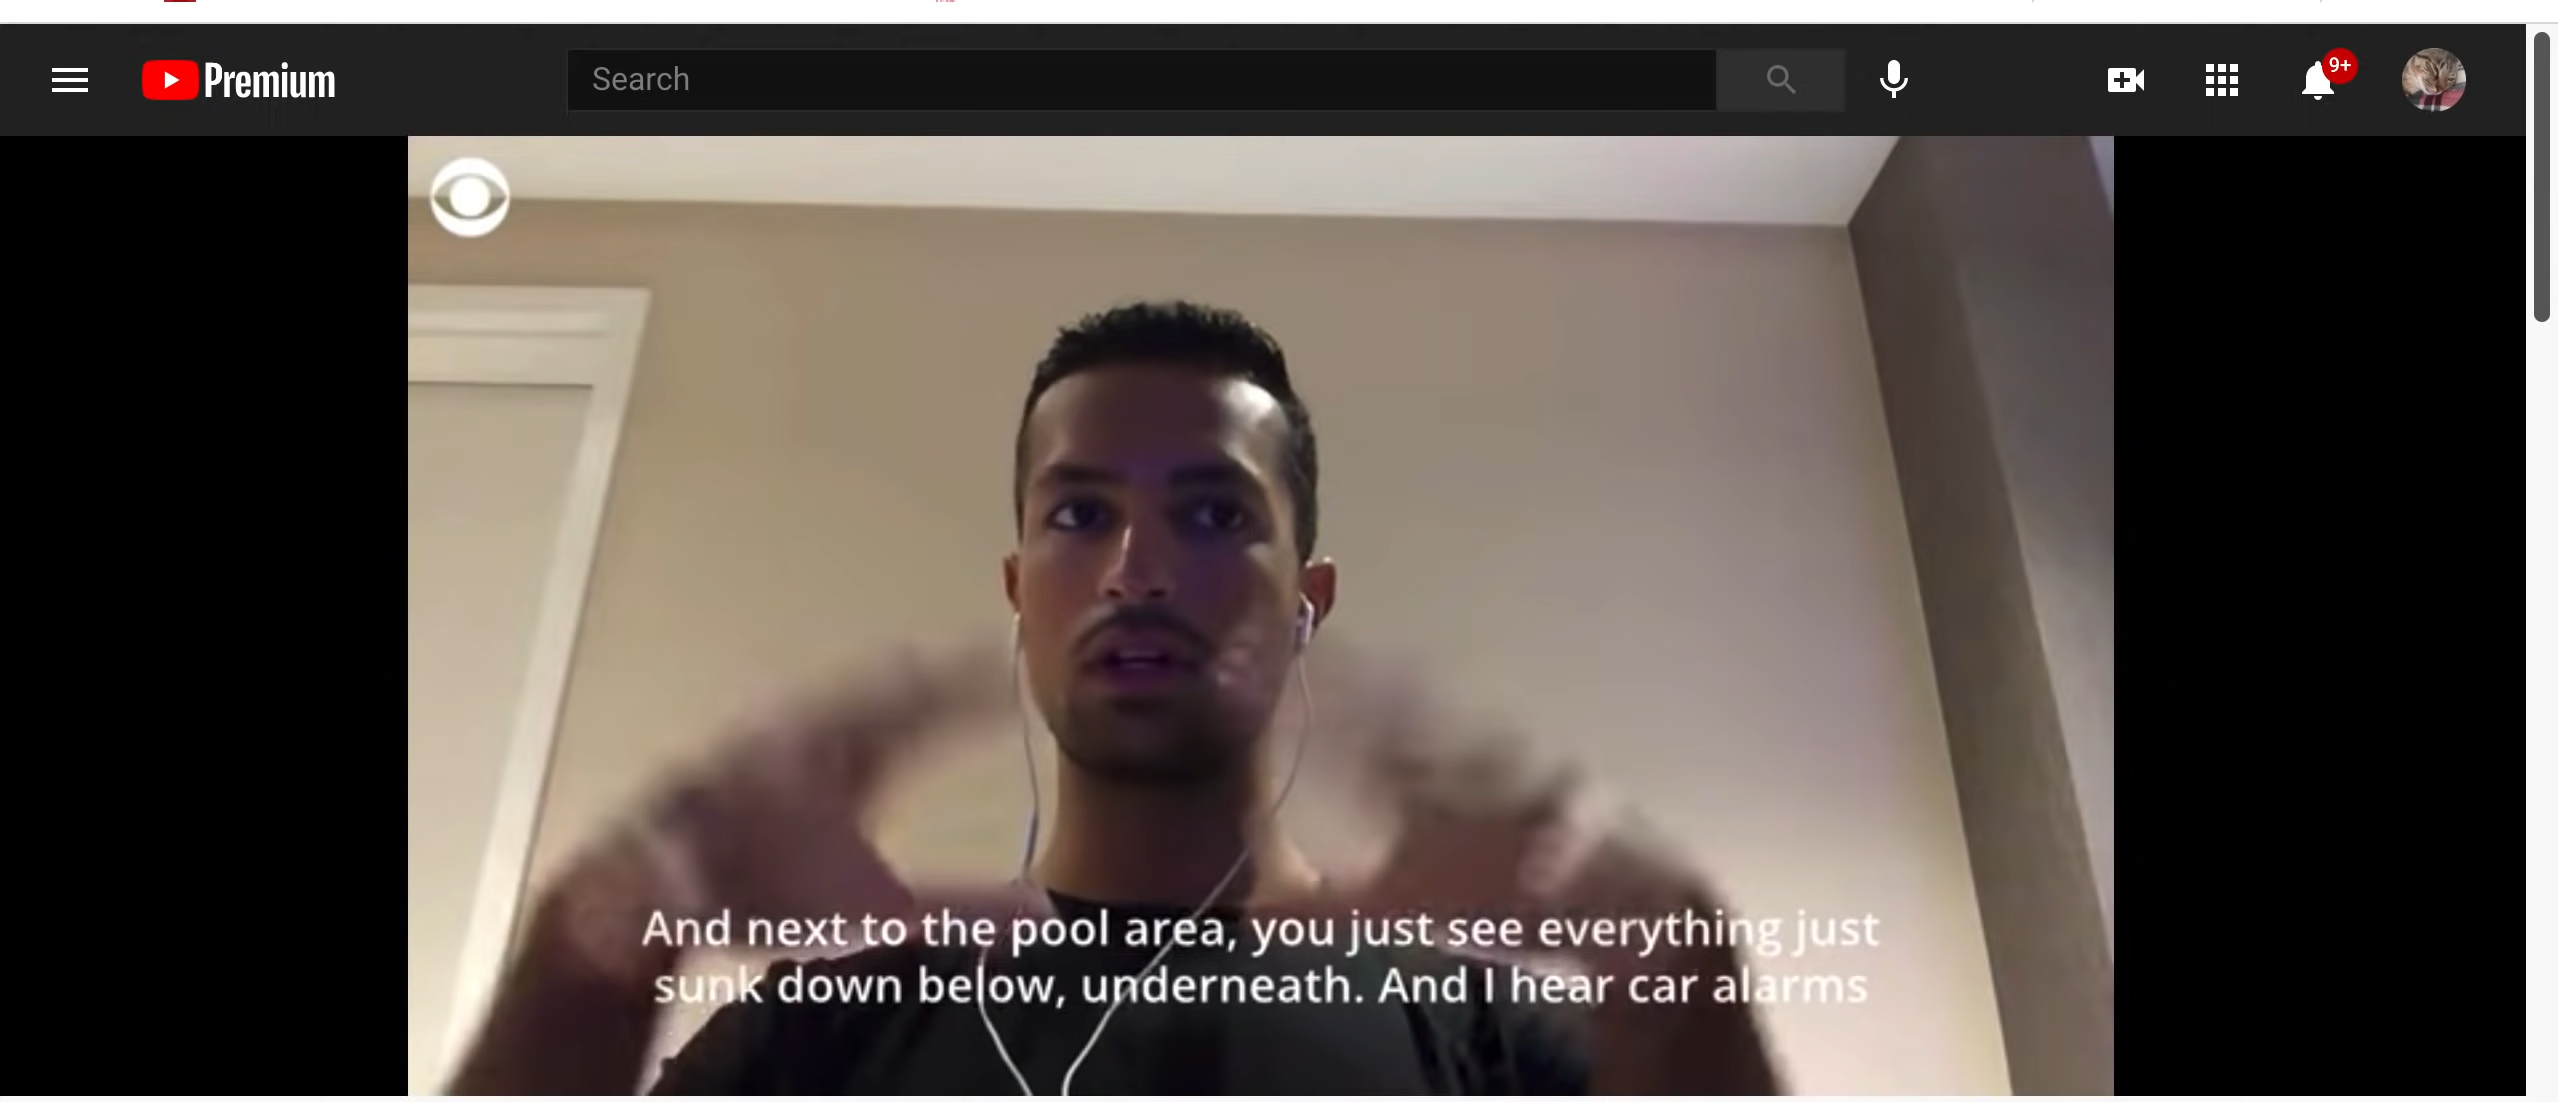 Premium
Search
9+
And next to the pool area, you just see everything just
sunk down below, underneath. And I hear car alarms